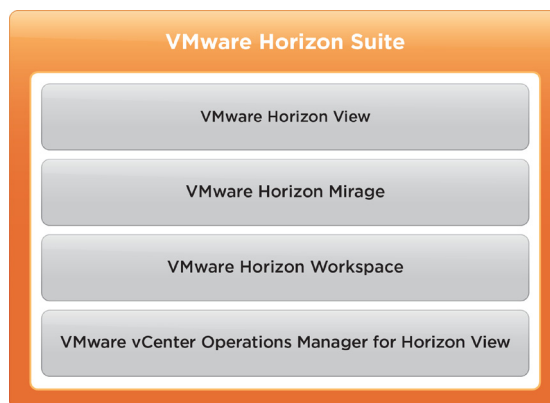 VMware Horizon Suite
VMware Horizon View
VMware Horizon Mirage
VMware Horizon Workspace
VMware vCenter Operations Manager for Horizon View